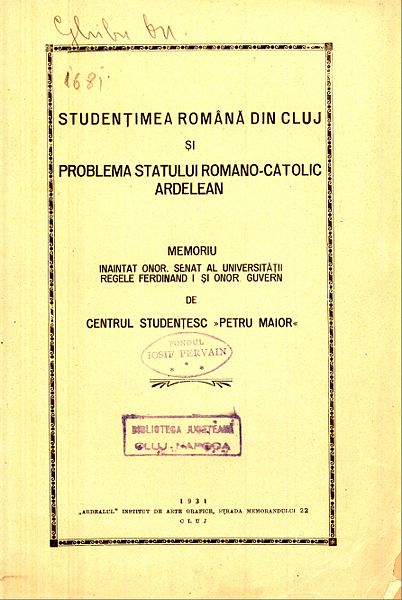 Ghibu On.
1681.
STUDENȚIMEA ROMÂNĂ DIN CLUJ
ȘI
PROBLEMA STATULUI ROMANO-CATOLIC
ARDELEAN
MEMORIU
INAINTAT ONOR. SENAT AL UNIVERSITĂȚII
REGELE FERDINAND I ȘI ONOR. GUVERN
DE
CENTRUL STUDENȚESC »PETRU MAIOR«
FONDUL
IOSIF PERVAIN
* * *
BIBLIOTECA JUDEȚEANĂ
CLUJ-NAPOCA
1931
„ARDEALUL" INSTITUT DE ARTE GRAFICE, STRADA MEMORANDULUI 22
CLUJ